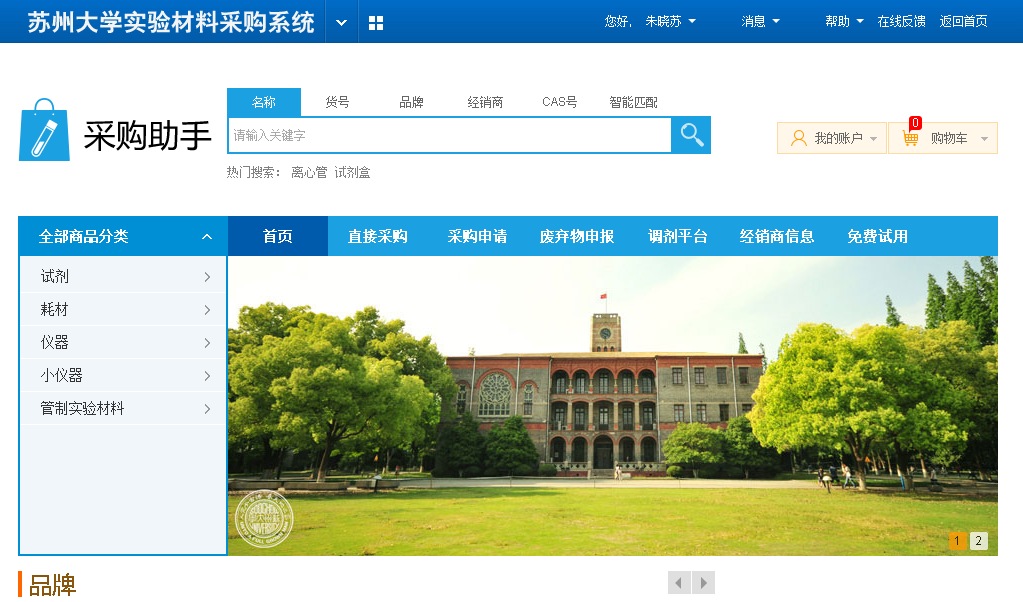 苏州大学实验材料采购系统
您好， 朱晓苏 消息 帮助 在线反馈 返回首页
采购助手
名称 货号 品牌 经销商 CAS号 智能匹配
请输入关键字
热门搜索： 离心管 试剂盒
我的账户 0 购物车
全部商品分类 首页 直接采购 采购申请 废弃物申报 调剂平台 经销商信息 免费试用
试剂
耗材
仪器
小仪器
管制实验材料
1 2
品牌